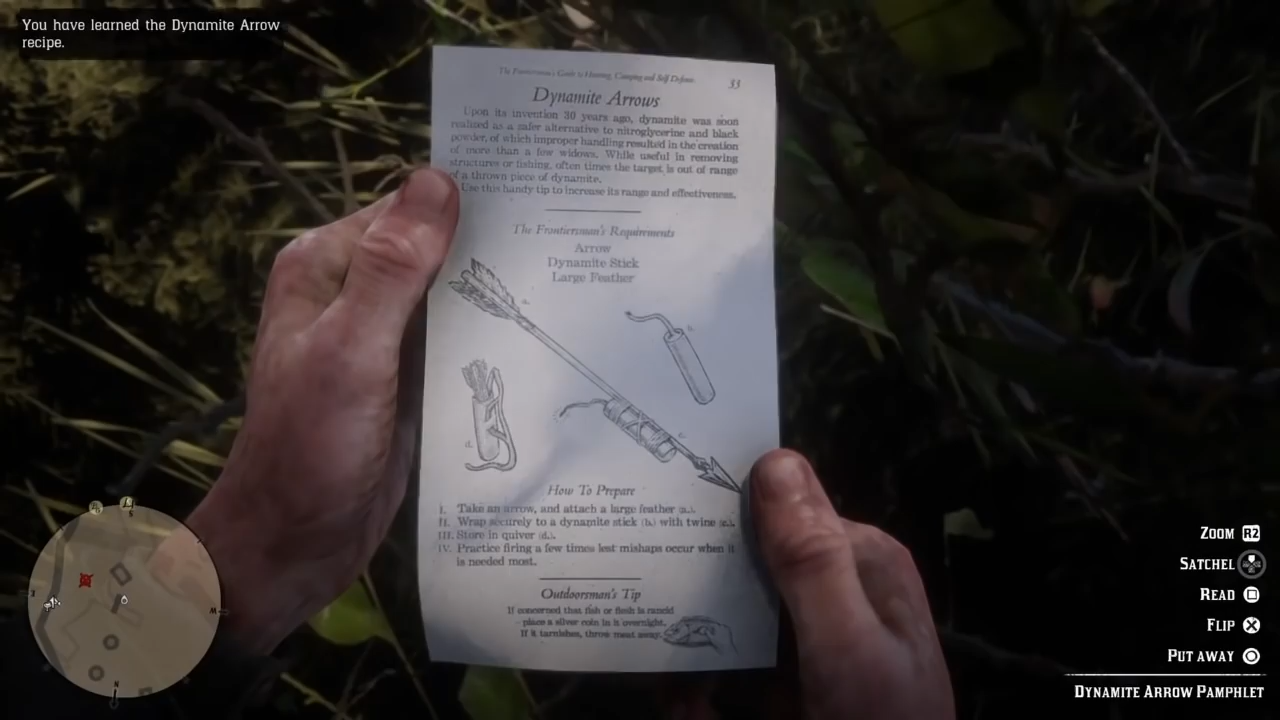 You have learned the Dynamite Arrow
recipe.
The Frontiersman's Guide to Hunting, Camping and Self Defense
33
Dynamite Arrows
Upon its invention 30 years ago, dynamite was soon
realized as a safer alternative to nitroglycerine and black
powder, of which improper handling resulted in the creation
of more than a few widows. While useful in removing
structures or fishing, often times the target is out of range
of a thrown piece of dynamite.
Use this handy tip to increase its range and effectiveness.
The Frontiersman's Requirements
Arrow
Dynamite Stick
Large Feather
a.
b.
c.
d.
How To Prepare
I. Take an arrow, and attach a large feather (a.).
II. Wrap securely to a dynamite stick (b.) with twine (c.).
III. Store in quiver (d.).
IV. Practice firing a few times lest mishaps occur when it
is needed most.
Outdoorsman's Tip
If concerned that fish or flesh is rancid
place a silver coin in it overnight.
If it tarnishes, throw meat away.
S
E
W
N
ZOOM R2
SATCHEL
READ
FLIP
PUT AWAY
DYNAMITE ARROW PAMPHLET